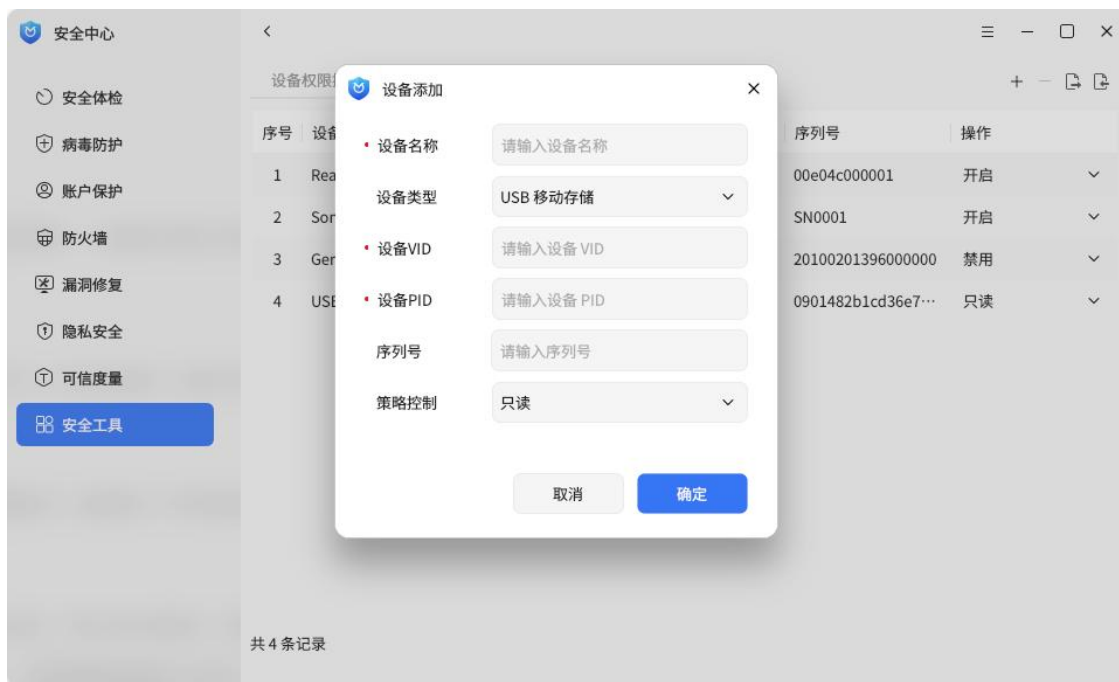 安全中心
设备权限
设备添加
安全体检
病毒防护
账户保护
防火墙
漏洞修复
隐私安全
可信度量
安全工具
序号 设备 序列号 操作
1 Rea 00e04c000001 开启
2 Son SN0001 开启
3 Ger 20100201396000000 禁用
4 USB 0901482b1cd36e7··· 只读
设备名称 请输入设备名称
设备类型 USB 移动存储
设备VID 请输入设备 VID
设备PID 请输入设备 PID
序列号 请输入序列号
策略控制 只读
取消 确定
共 4 条记录